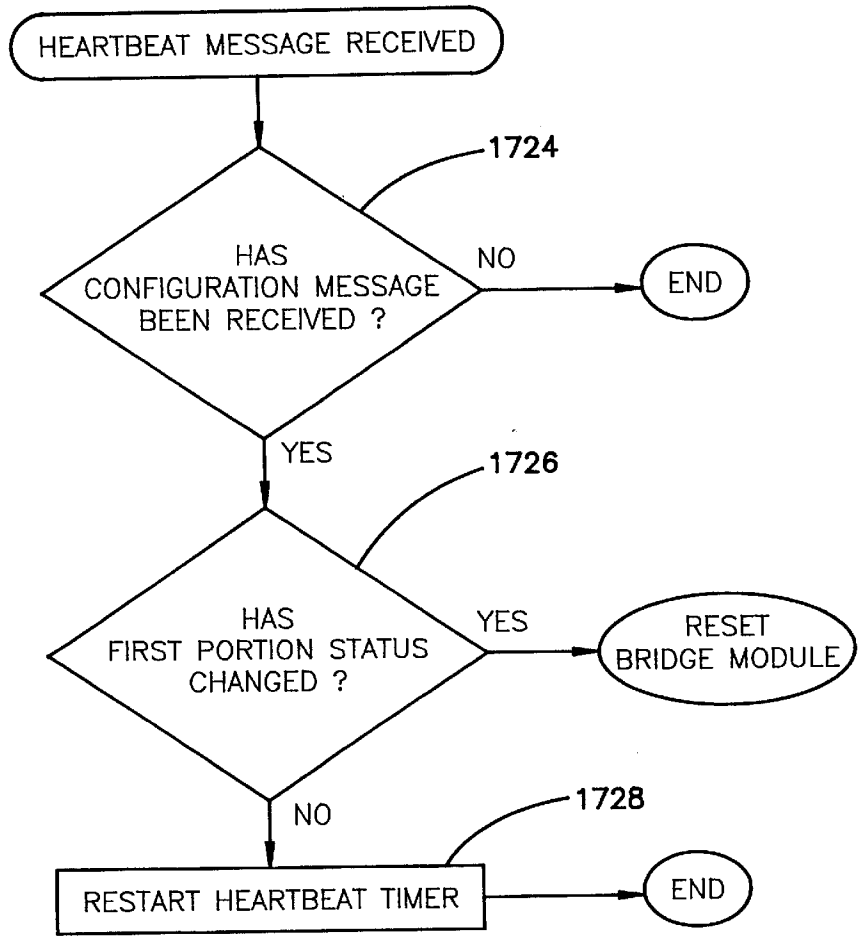 HEARTBEAT MESSAGE RECEIVED
1724
HAS
CONFIGURATION MESSAGE
BEEN RECEIVED ?
NO
END
YES
1726
HAS
FIRST PORTION STATUS
CHANGED ?
YES
RESET
BRIDGE MODULE
NO
1728
RESTART HEARTBEAT TIMER
END